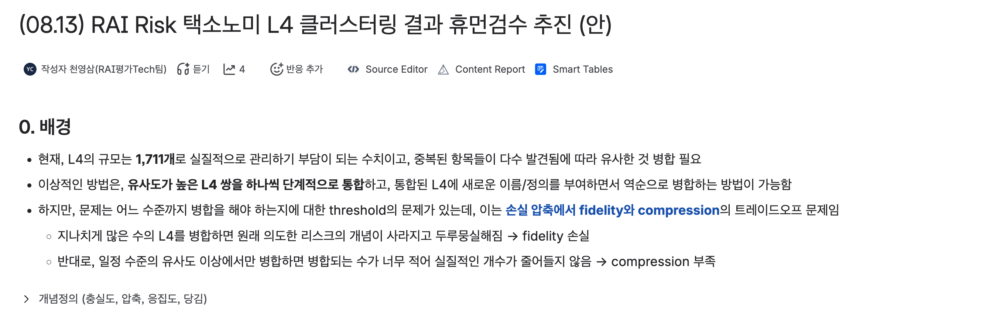 (08.13) RAI Risk 택소노미 L4 클러스터링 결과 휴먼검수 추진 (안)
YC 작성자 천영삼(RAI평가Tech팀) 듣기 4 반응 추가 Source Editor Content Report Smart Tables
0. 배경
• 현재, L4의 규모는 1,711개로 실질적으로 관리하기 부담이 되는 수치이고, 중복된 항목들이 다수 발견됨에 따라 유사한 것 병합 필요
• 이상적인 방법은, 유사도가 높은 L4 쌍을 하나씩 단계적으로 통합하고, 통합된 L4에 새로운 이름/정의를 부여하면서 역순으로 병합하는 방법이 가능함
• 하지만, 문제는 어느 수준까지 병합을 해야 하는지에 대한 threshold의 문제가 있는데, 이는 손실 압축에서 fidelity와 compression의 트레이드오프 문제임
◦ 지나치게 많은 수의 L4를 병합하면 원래 의도한 리스크의 개념이 사라지고 두루뭉실해짐 → fidelity 손실
◦ 반대로, 일정 수준의 유사도 이상에서만 병합하면 병합되는 수가 너무 적어 실질적인 개수가 줄어들지 않음 → compression 부족
> 개념정의 (충실도, 압축, 응집도, 당김)